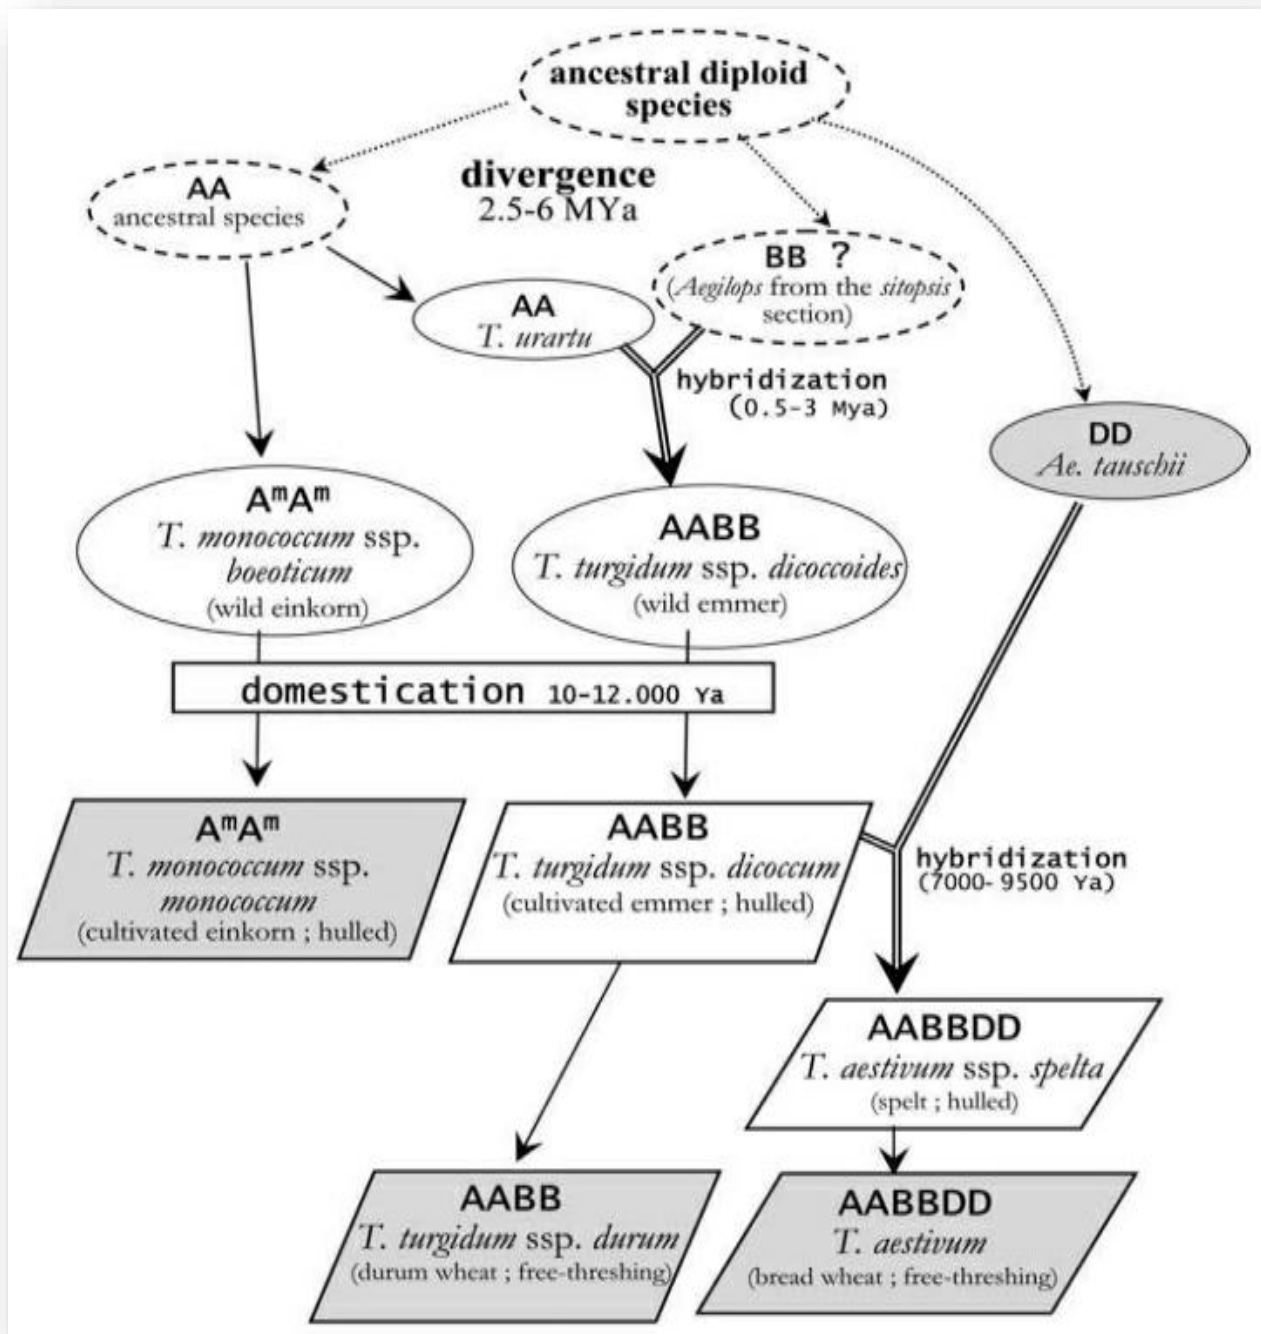 ancestral diploid
species
divergence
2.5-6 MYa
AA
ancestral species
BB ?
(Aegilops from the sitopsis
section)
AA
T. urartu
hybridization
(0.5-3 Mya)
DD
Ae. tauschii
AᵐAᵐ
T. monococcum ssp.
boeoticum
(wild einkorn)
AABB
T. turgidum ssp. dicoccoides
(wild emmer)
domestication 10-12.000 Ya
AᵐAᵐ
T. monococcum ssp.
monococcum
(cultivated einkorn ; hulled)
AABB
T. turgidum ssp. dicoccum
(cultivated emmer ; hulled)
hybridization
(7000-9500 Ya)
AABBDD
T. aestivum ssp. spelta
(spelt ; hulled)
AABB
T. turgidum ssp. durum
(durum wheat ; free-threshing)
AABBDD
T. aestivum
(bread wheat ; free-threshing)